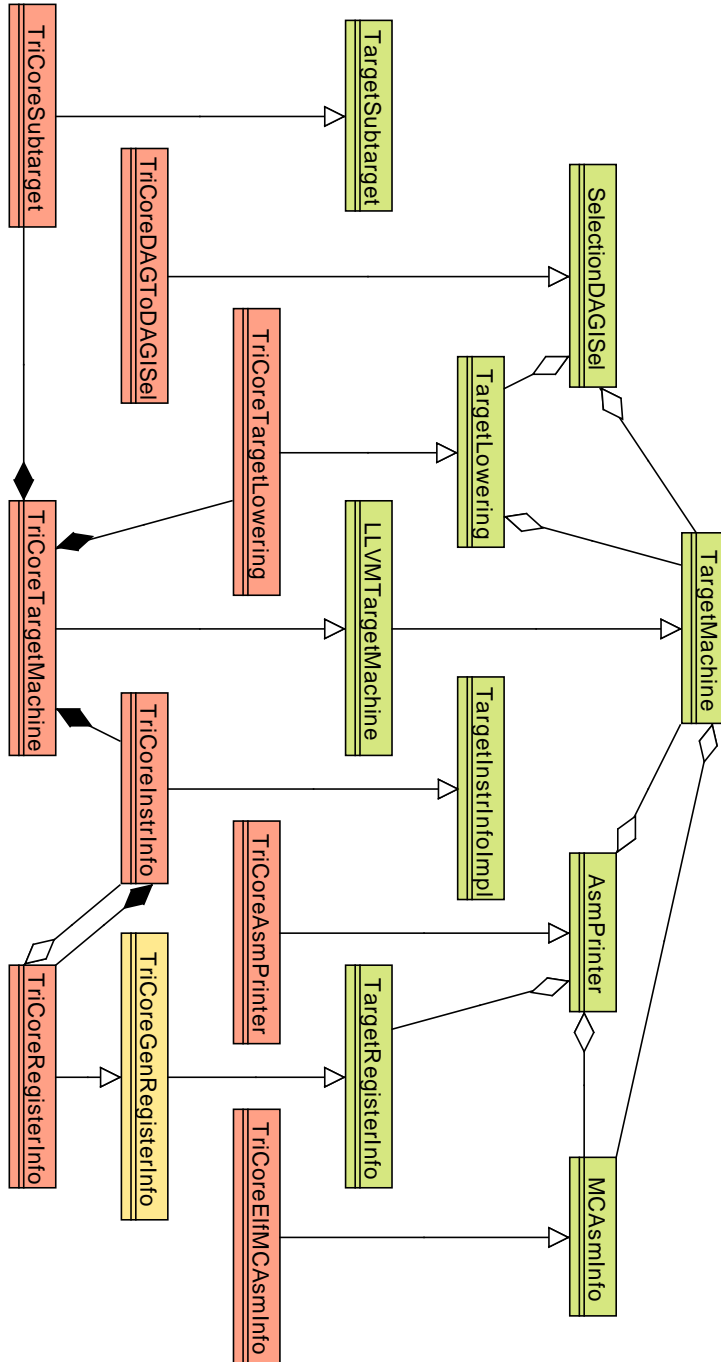 TargetMachine
SelectionDAGISel
AsmPrinter
MCAsmInfo
TargetLowering
TargetInstrInfoImpl
TargetSubtarget
LLVMTargetMachine
TargetRegisterInfo
TriCoreTargetLowering
TriCoreAsmPrinter
TriCoreElfMCAsmInfo
TriCoreDAGToDAGISel
TriCoreInstrInfo
TriCoreGenRegisterInfo
TriCoreSubtarget
TriCoreTargetMachine
TriCoreRegisterInfo